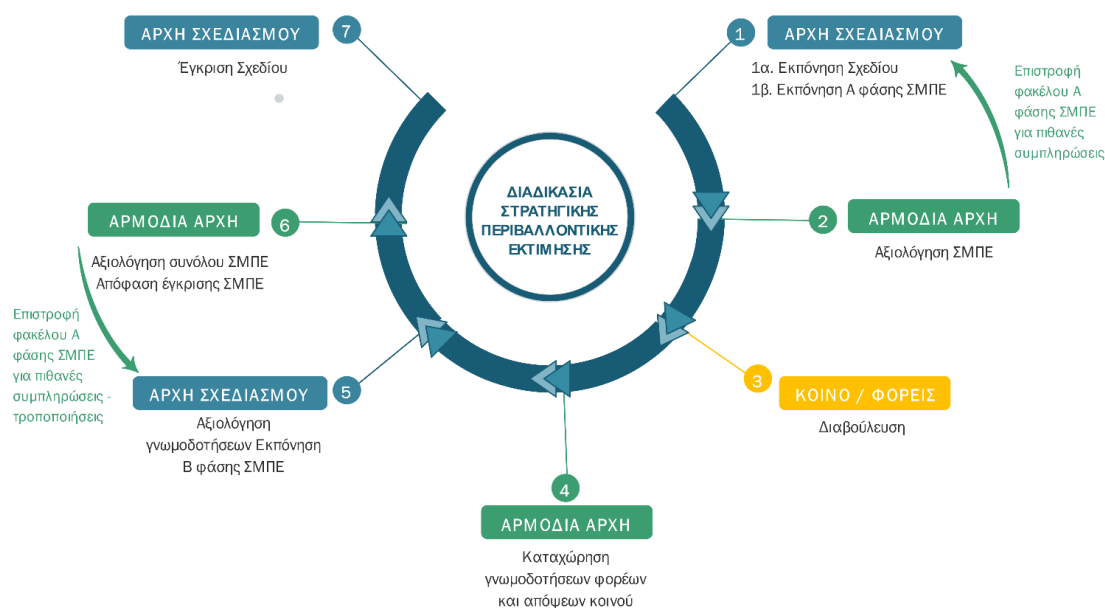 ΔΙΑΔΙΚΑΣΙΑ
ΣΤΡΑΤΗΓΙΚΗΣ
ΠΕΡΙΒΑΛΛΟΝΤΙΚΗΣ
ΕΚΤΙΜΗΣΗΣ
1
ΑΡΧΗ ΣΧΕΔΙΑΣΜΟΥ
1α. Εκπόνηση Σχεδίου
1β. Εκπόνηση Α φάσης ΣΜΠΕ
Επιστροφή
φακέλου Α
φάσης ΣΜΠΕ
για πιθανές
συμπληρώσεις
2
ΑΡΜΟΔΙΑ ΑΡΧΗ
Αξιολόγηση ΣΜΠΕ
3
ΚΟΙΝΟ / ΦΟΡΕΙΣ
Διαβούλευση
4
ΑΡΜΟΔΙΑ ΑΡΧΗ
Καταχώρηση
γνωμοδοτήσεων φορέων
και απόψεων κοινού
5
ΑΡΧΗ ΣΧΕΔΙΑΣΜΟΥ
Αξιολόγηση
γνωμοδοτήσεων Εκπόνηση
Β φάσης ΣΜΠΕ
6
ΑΡΜΟΔΙΑ ΑΡΧΗ
Αξιολόγηση συνόλου ΣΜΠΕ
Απόφαση έγκρισης ΣΜΠΕ
Επιστροφή
φακέλου Α
φάσης ΣΜΠΕ
για πιθανές
συμπληρώσεις -
τροποποιήσεις
7
ΑΡΧΗ ΣΧΕΔΙΑΣΜΟΥ
Έγκριση Σχεδίου